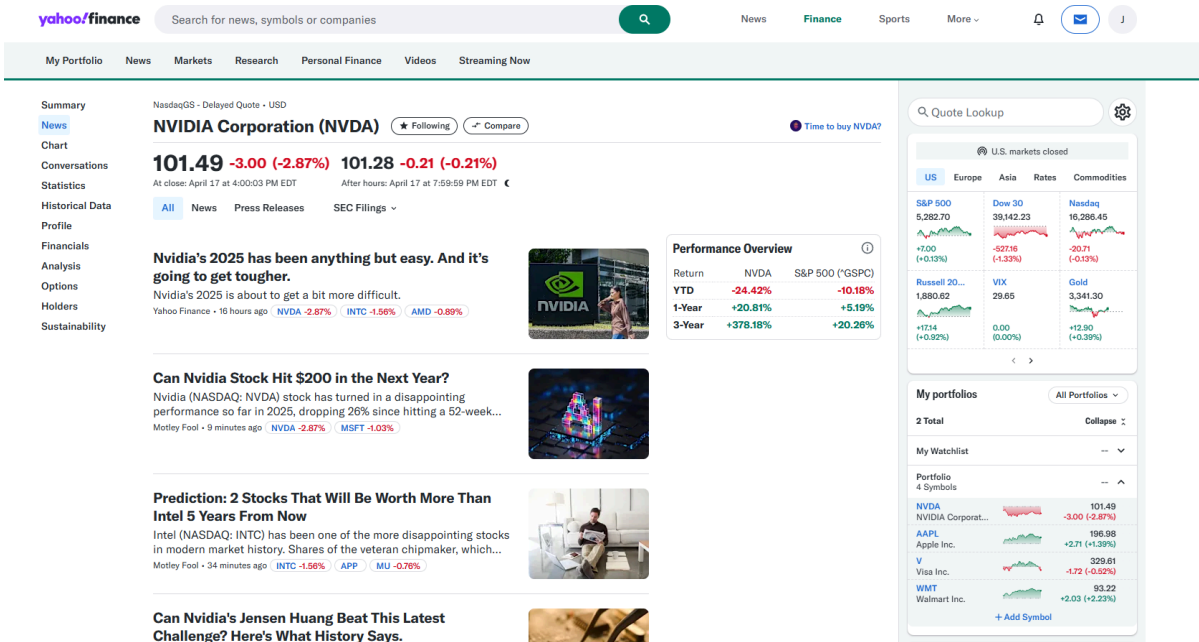 yahoo!finance
Search for news, symbols or companies
News
Finance
Sports
More
J
My Portfolio
News
Markets
Research
Personal Finance
Videos
Streaming Now
Summary
News
Chart
Conversations
Statistics
Historical Data
Profile
Financials
Analysis
Options
Holders
Sustainability
NasdaqGS - Delayed Quote • USD
NVIDIA Corporation (NVDA)
Following
Compare
Time to buy NVDA?
101.49 -3.00 (-2.87%)
At close: April 17 at 4:00:03 PM EDT
101.28 -0.21 (-0.21%)
After hours: April 17 at 7:59:59 PM EDT
All
News
Press Releases
SEC Filings
Nvidia's 2025 has been anything but easy. And it's
going to get tougher.
Nvidia's 2025 is about to get a bit more difficult.
Yahoo Finance • 16 hours ago NVDA -2.87% INTC -1.56% AMD -0.89%
NVIDIA
Can Nvidia Stock Hit $200 in the Next Year?
Nvidia (NASDAQ: NVDA) stock has turned in a disappointing
performance so far in 2025, dropping 26% since hitting a 52-week...
Motley Fool • 9 minutes ago NVDA -2.87% MSFT -1.03%
Prediction: 2 Stocks That Will Be Worth More Than
Intel 5 Years From Now
Intel (NASDAQ: INTC) has been one of the more disappointing stocks
in modern market history. Shares of the veteran chipmaker, which...
Motley Fool • 34 minutes ago INTC -1.56% APP MU -0.76%
Can Nvidia's Jensen Huang Beat This Latest
Challenge? Here's What History Says.
Performance Overview
Return NVDA S&P 500 (^GSPC)
YTD -24.42% -10.18%
1-Year +20.81% +5.19%
3-Year +378.18% +20.26%
Quote Lookup
U.S. markets closed
US Europe Asia Rates Commodities
S&P 500
5,282.70
+7.00
(+0.13%)
Dow 30
39,142.23
-527.16
(-1.33%)
Nasdaq
16,286.45
-20.71
(-0.13%)
Russell 20...
1,880.62
+17.14
(+0.92%)
VIX
29.65
0.00
(0.00%)
Gold
3,341.30
+12.90
(+0.39%)
My portfolios
All Portfolios
2 Total
Collapse
My Watchlist --
Portfolio --
4 Symbols
NVDA 101.49
NVIDIA Corporat... -3.00 (-2.87%)
AAPL 196.98
Apple Inc. +2.71 (+1.39%)
V 329.61
Visa Inc. -1.72 (-0.52%)
WMT 93.22
Walmart Inc. +2.03 (+2.23%)
+ Add Symbol